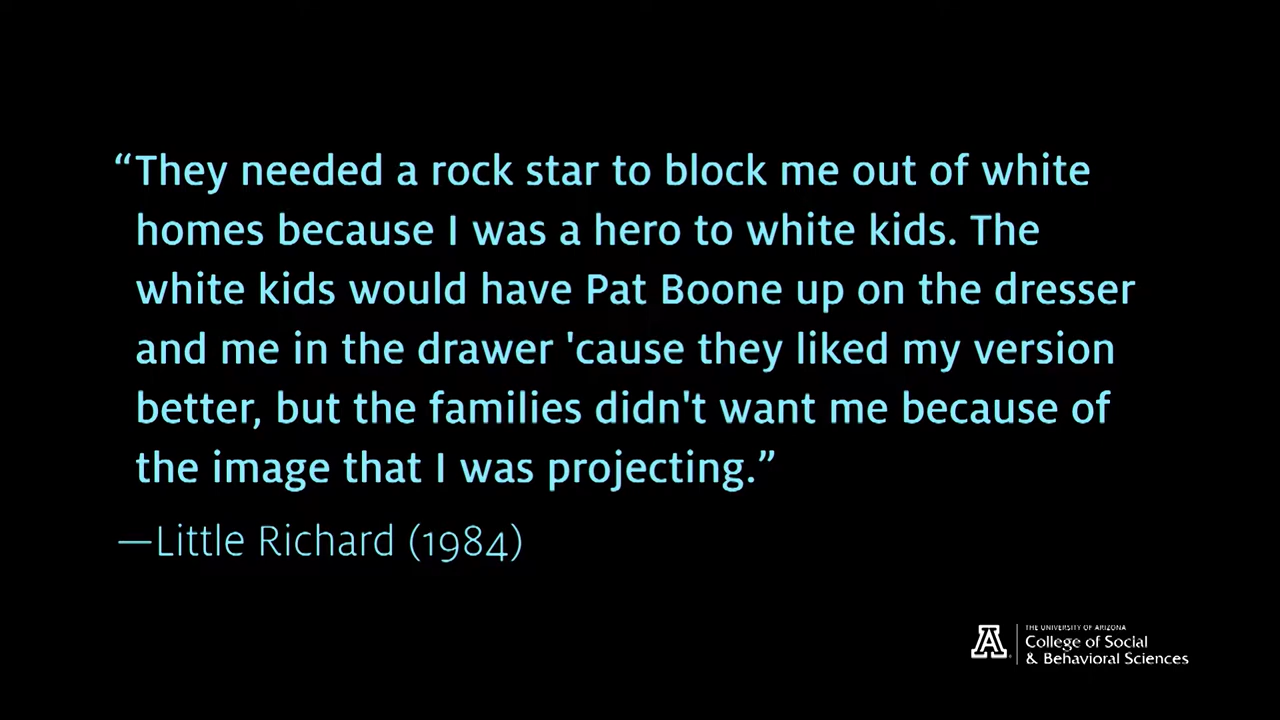 “They needed a rock star to block me out of white
homes because I was a hero to white kids. The
white kids would have Pat Boone up on the dresser
and me in the drawer 'cause they liked my version
better, but the families didn't want me because of
the image that I was projecting.”
—Little Richard (1984)
THE UNIVERSITY OF ARIZONA
College of Social
& Behavioral Sciences